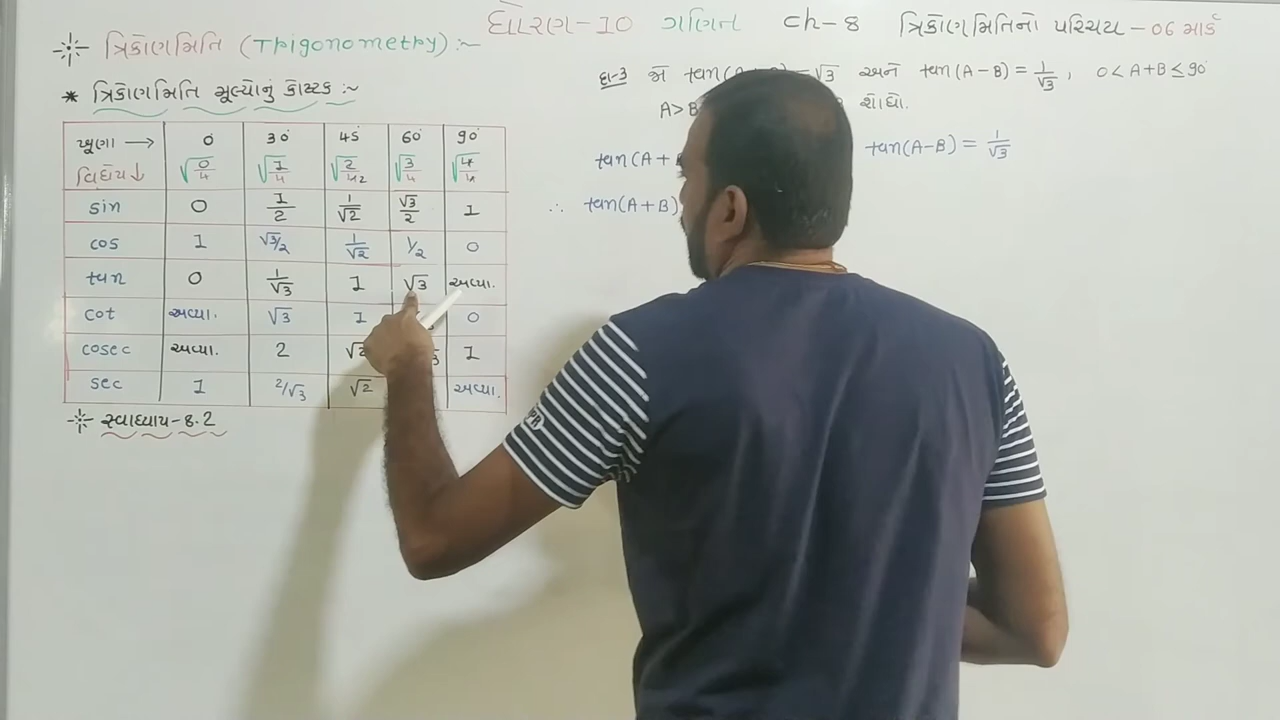 ધોરણ-10 ગણિત ch-8 ત્રિકોણમિતિનો પરિચય - 06 માર્ક
ત્રિકોણમિતિ (Trigonometry) :~
* ત્રિકોણમિતિ મૂલ્યોનું કોષ્ટક :~
ખૂણા → 0° 30° 45° 60° 90°
વિધેય ↓ √0/4 √1/4 √2/4 2 √3/4 √4/4
sin 0 1/2 1/√2 √3/2 1
cos 1 √3/2 1/√2 1/2 0
tan 0 1/√3 1 √3 અવ્યા.
cot અવ્યા. √3 1 0
cosec અવ્યા. 2 1
sec 1 2/√3 √2 અવ્યા.
સ્વાધ્યાય-8.2
દા-3 જો tan(A √3 અને tan(A-B) = 1/√3, 0 < A+B ≤ 90°
A > B શોધો.
tan(A + tan(A-B) = 1/√3
∴ tan(A+B)